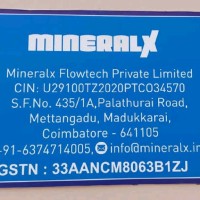 MINERALX
Mineralx Flowtech Private Limited
CIN: U29100TZ2020PTC034570
S.F.No. 435/1A,Palathurai Road,
Mettangadu, Madukkarai,
Coimbatore - 641105
+91-6374714005, info@mineralx.in
GSTN : 33AANCM8063B1ZJ